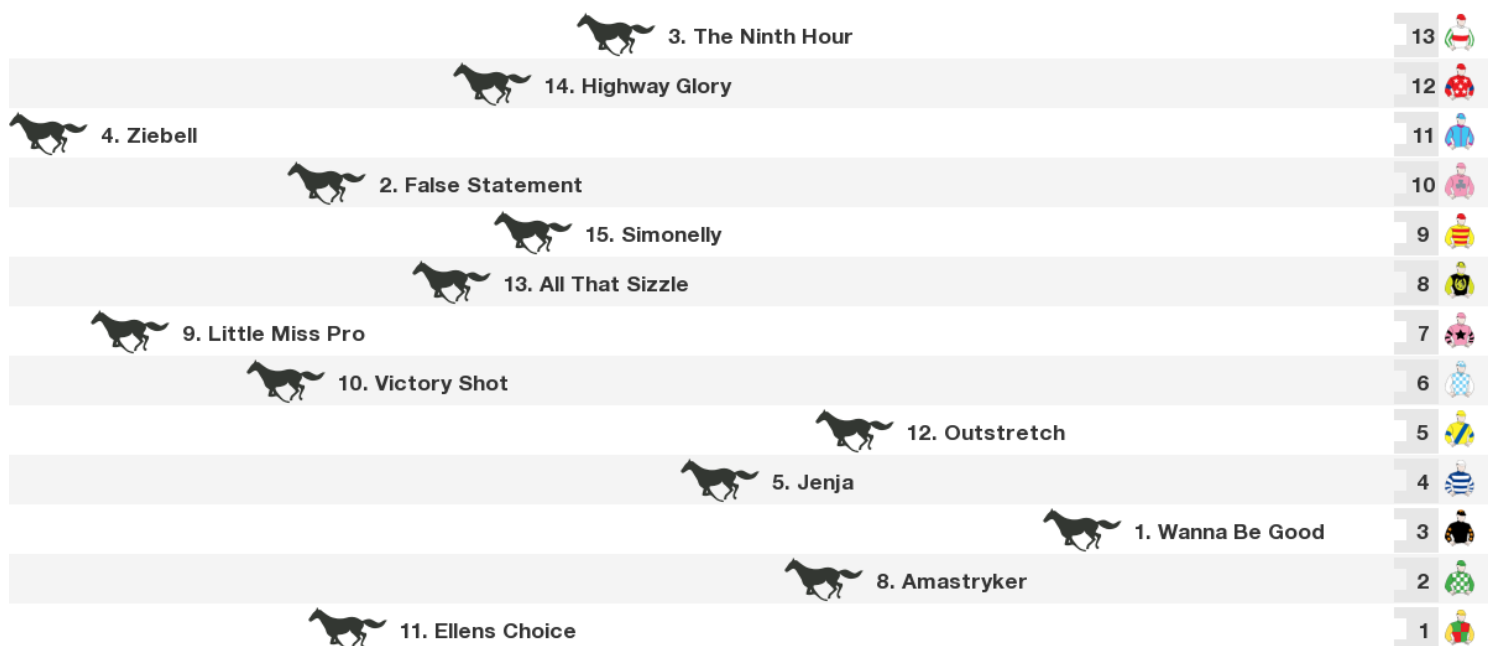 3. The Ninth Hour 13
14. Highway Glory 12
4. Ziebell 11
2. False Statement 10
15. Simonelly 9
13. All That Sizzle 8
9. Little Miss Pro 7
10. Victory Shot 6
12. Outstretch 5
5. Jenja 4
1. Wanna Be Good 3
8. Amastryker 2
11. Ellens Choice 1